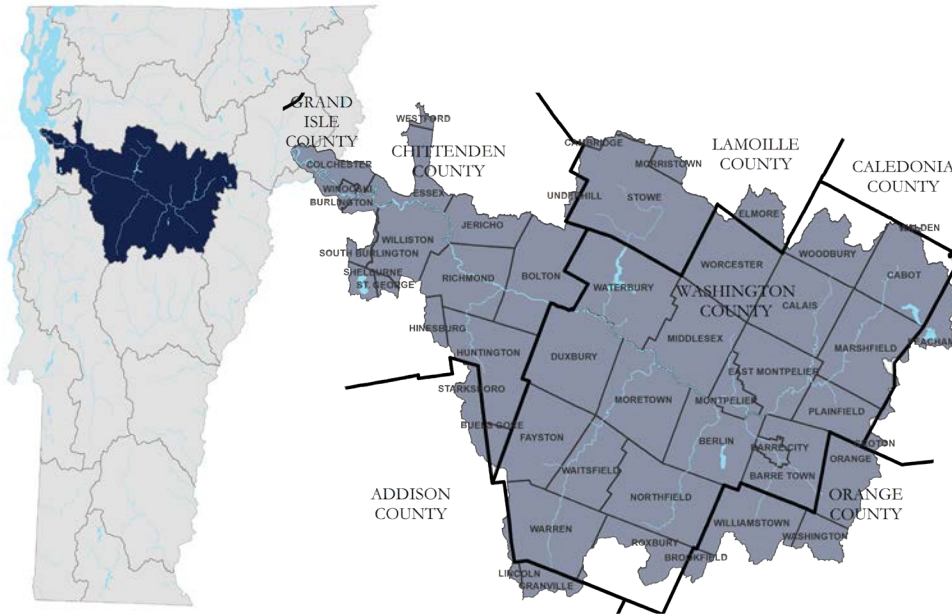 GRAND
ISLE
COUNTY
WESTFORD
CHITTENDEN
COUNTY
LAMOILLE
COUNTY
CALEDONIA
COUNTY
CAMBRIDGE
MORRISTOWN
COLCHESTER
WINOOSKI
BURLINGTON
ESSEX
UNDERHILL
STOWE
ELMORE
WALDEN
JERICHO
WILLISTON
SOUTH BURLINGTON
SHELBURNE
ST. GEORGE
RICHMOND
BOLTON
WATERBURY
WORCESTER
WOODBURY
CABOT
WASHINGTON
COUNTY
CALAIS
HINESBURG
HUNTINGTON
DUXBURY
MIDDLESEX
MARSHFIELD
PEACHAM
STARKSBORO
EAST MONTPELIER
MORETOWN
MONTPELIER
PLAINFIELD
BUELS GORE
FAYSTON
BERLIN
BARRE CITY
GROTON
ORANGE
WAITSFIELD
BARRE TOWN
ADDISON
COUNTY
NORTHFIELD
ORANGE
COUNTY
WARREN
WILLIAMSTOWN
WASHINGTON
ROXBURY
BROOKFIELD
LINCOLN
GRANVILLE